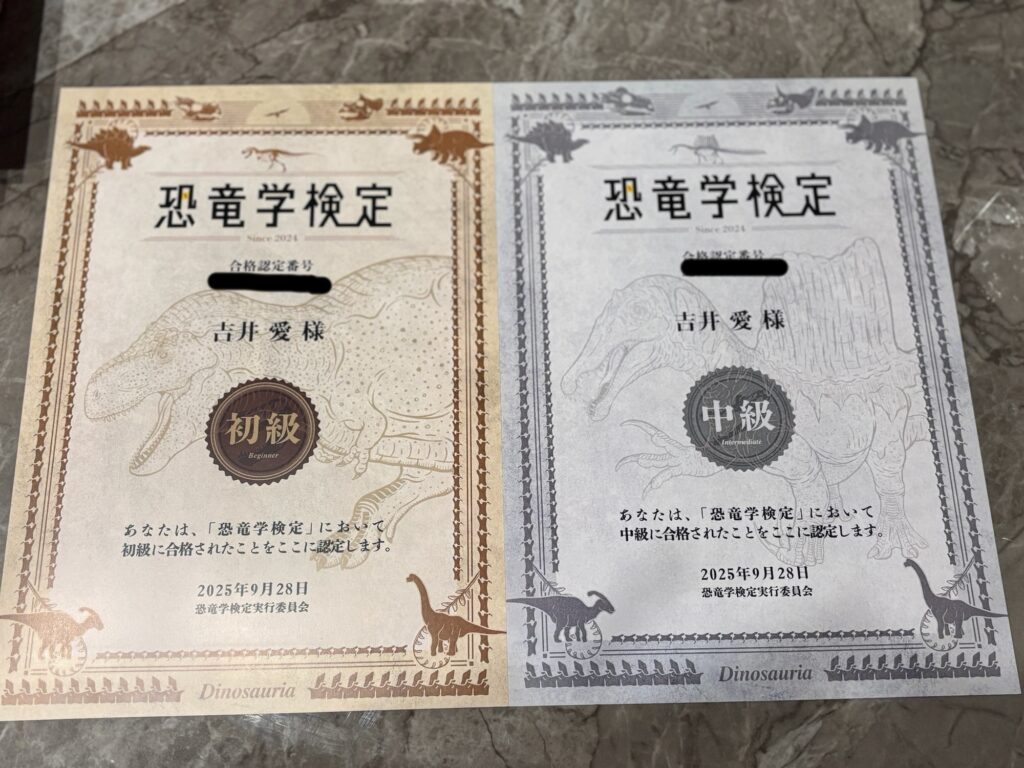 恐竜学検定
Since 2024
合格認定番号
吉井 愛 様
初級
Beginner
あなたは、「恐竜学検定」において
初級に合格されたことをここに認定します。
2025年9月28日
恐竜学検定実行委員会
Dinosauria
恐竜学検定
Since 2024
合格認定番号
吉井 愛 様
中級
Intermediate
あなたは、「恐竜学検定」において
中級に合格されたことをここに認定します。
2025年9月28日
恐竜学検定実行委員会
Dinosauria